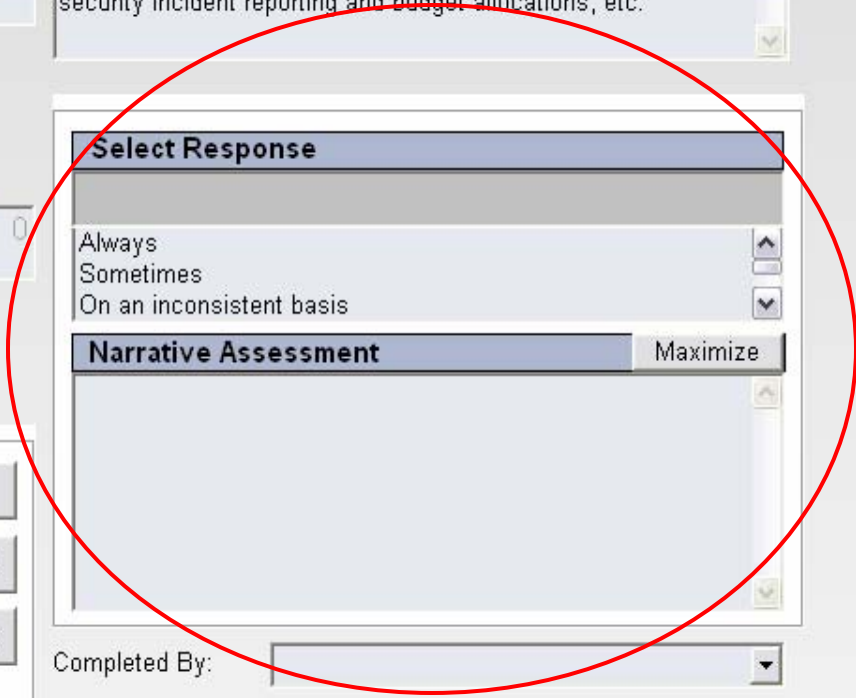 security incident reporting and budget allocations, etc.
Select Response
0
Always
Sometimes
On an inconsistent basis
Narrative Assessment Maximize
Completed By: